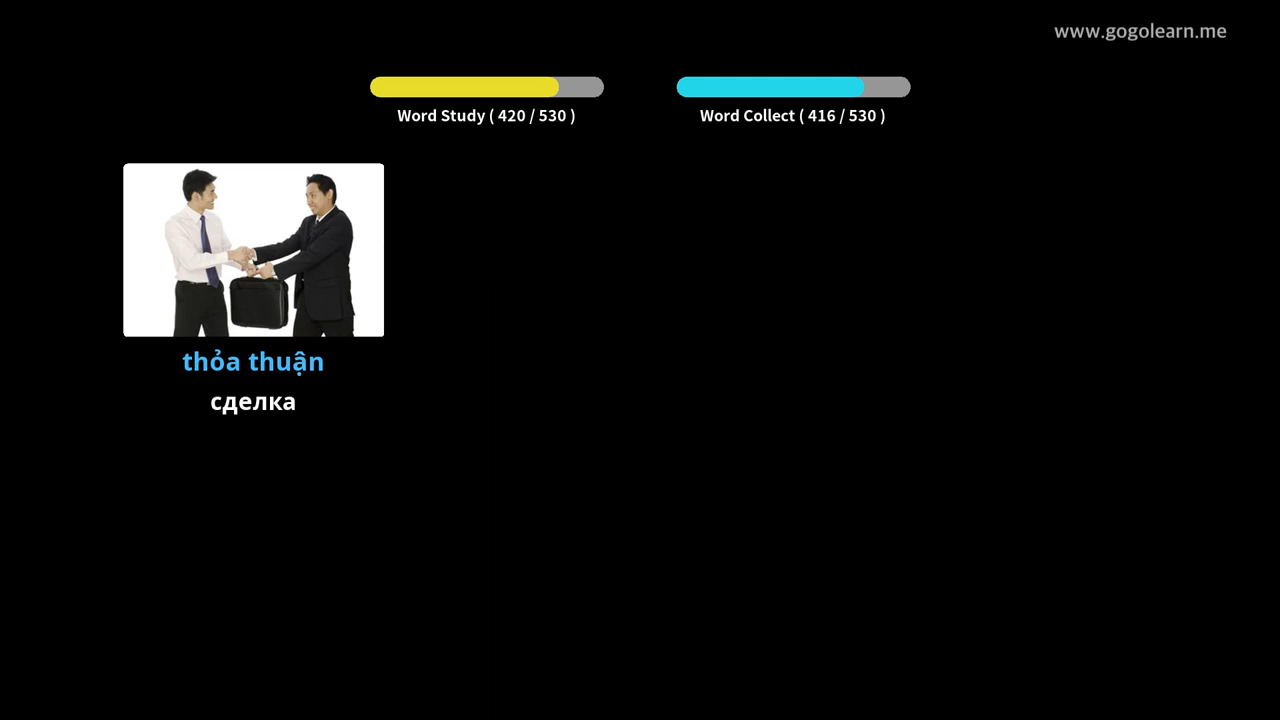 www.gogolearn.me
Word Study ( 420 / 530 )
Word Collect ( 416 / 530 )
thỏa thuận
сделка